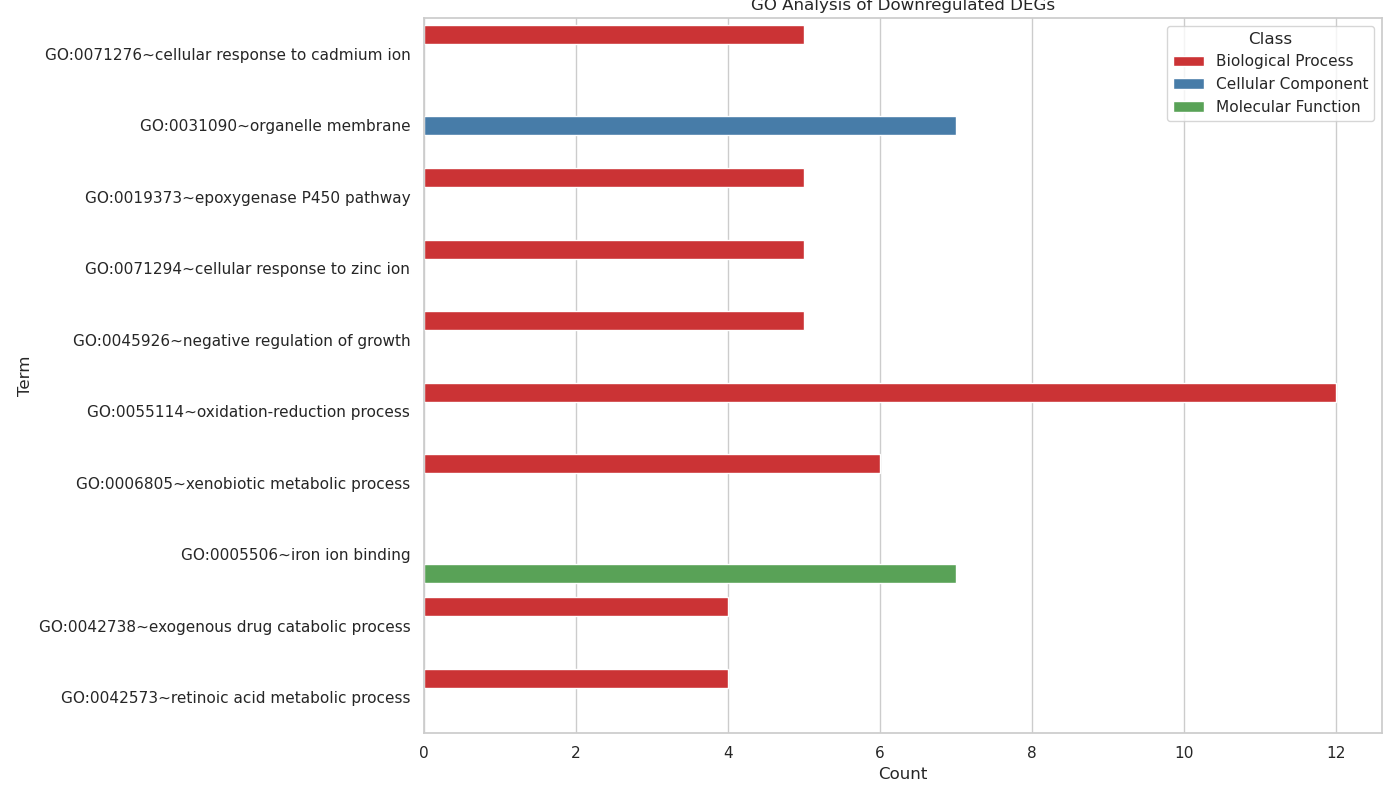 GO Analysis of Downregulated DEGs
Class
Biological Process
Cellular Component
Molecular Function
Term
GO:0071276~cellular response to cadmium ion
GO:0031090~organelle membrane
GO:0019373~epoxygenase P450 pathway
GO:0071294~cellular response to zinc ion
GO:0045926~negative regulation of growth
GO:0055114~oxidation-reduction process
GO:0006805~xenobiotic metabolic process
GO:0005506~iron ion binding
GO:0042738~exogenous drug catabolic process
GO:0042573~retinoic acid metabolic process
0 2 4 6 8 10 12
Count